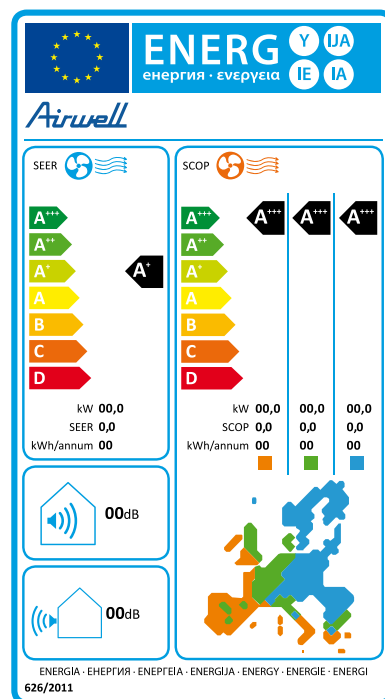 ENERG Y IJA
енергия · ενεργεια IE IA
Airwell
SEER
A+++
A++
A+
A
B
C
D
A+
kW 00,0
SEER 0,0
kWh/annum 00
SCOP
A+++
A++
A+
A
B
C
D
A+++ A+++ A+++
kW 00,0 00,0 00,0
SCOP 0,0 0,0 0,0
kWh/annum 00 00 00
00dB
00dB
ENERGIA · ЕНЕРГИЯ · ΕΝΕΡΓΕΙΑ · ENERGIJA · ENERGY · ENERGIE · ENERGI
626/2011